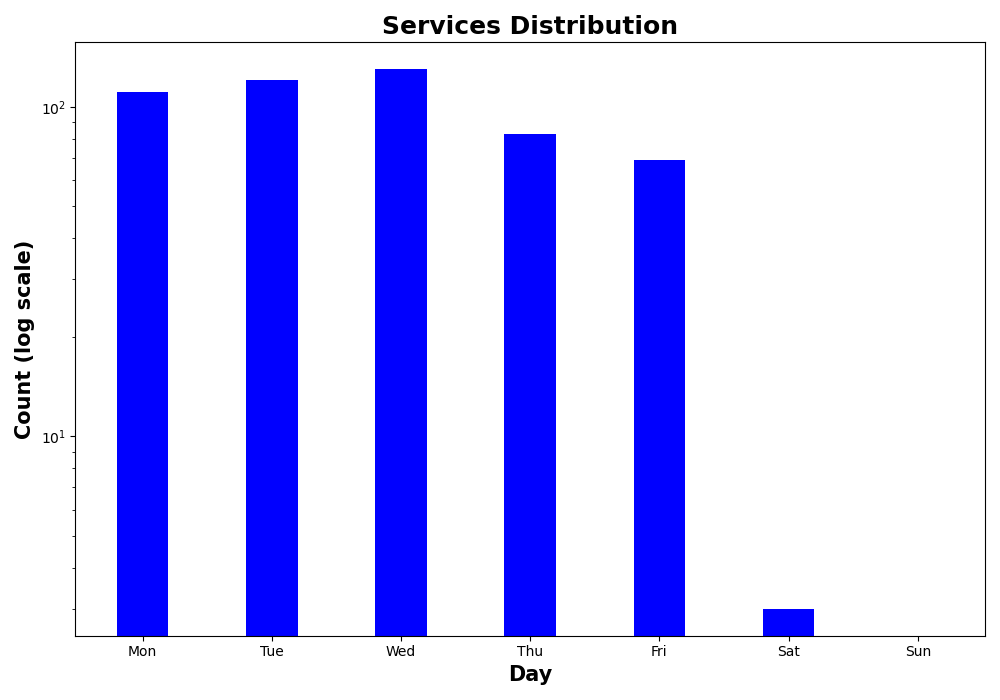 Services Distribution
Count (log scale)
10²
10¹
Mon Tue Wed Thu Fri Sat Sun
Day